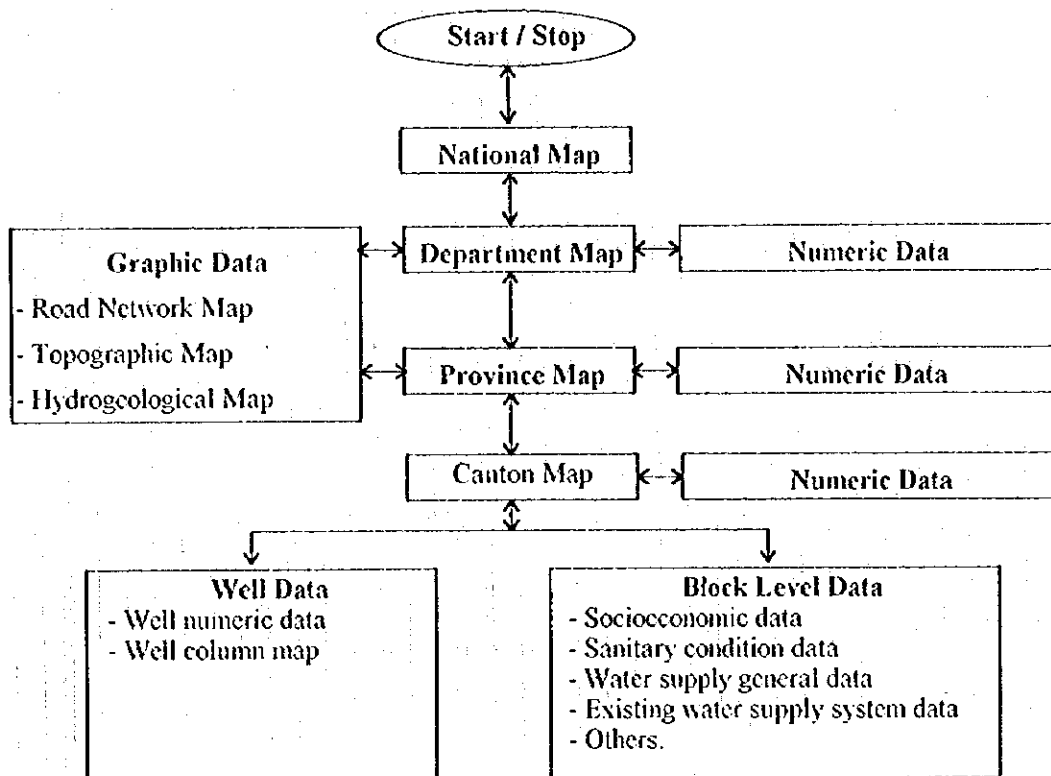 Start / Stop
National Map
Graphic Data
- Road Network Map
- Topographic Map
- Hydrogeological Map
Department Map
Numeric Data
Province Map
Numeric Data
Canton Map
Numeric Data
Well Data
- Well numeric data
- Well column map
Block Level Data
- Socioeconomic data
- Sanitary condition data
- Water supply general data
- Existing water supply system data
- Others.